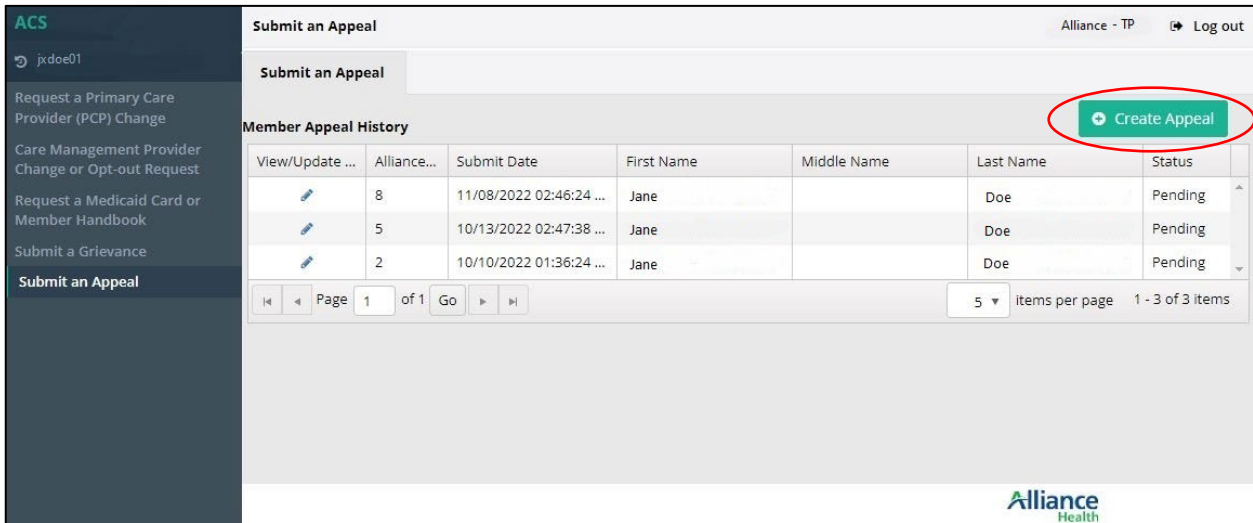 ACS
jxdoe01
Request a Primary Care
Provider (PCP) Change
Care Management Provider
Change or Opt-out Request
Request a Medicaid Card or
Member Handbook
Submit a Grievance
Submit an Appeal
Submit an Appeal
Alliance - TP
Log out
Submit an Appeal
Member Appeal History
Create Appeal
View/Update ... Alliance... Submit Date First Name Middle Name Last Name Status
8 11/08/2022 02:46:24 ... Jane Doe Pending
5 10/13/2022 02:47:38 ... Jane Doe Pending
2 10/10/2022 01:36:24 ... Jane Doe Pending
Page 1 of 1 Go
5 items per page 1 - 3 of 3 items
Alliance
Health